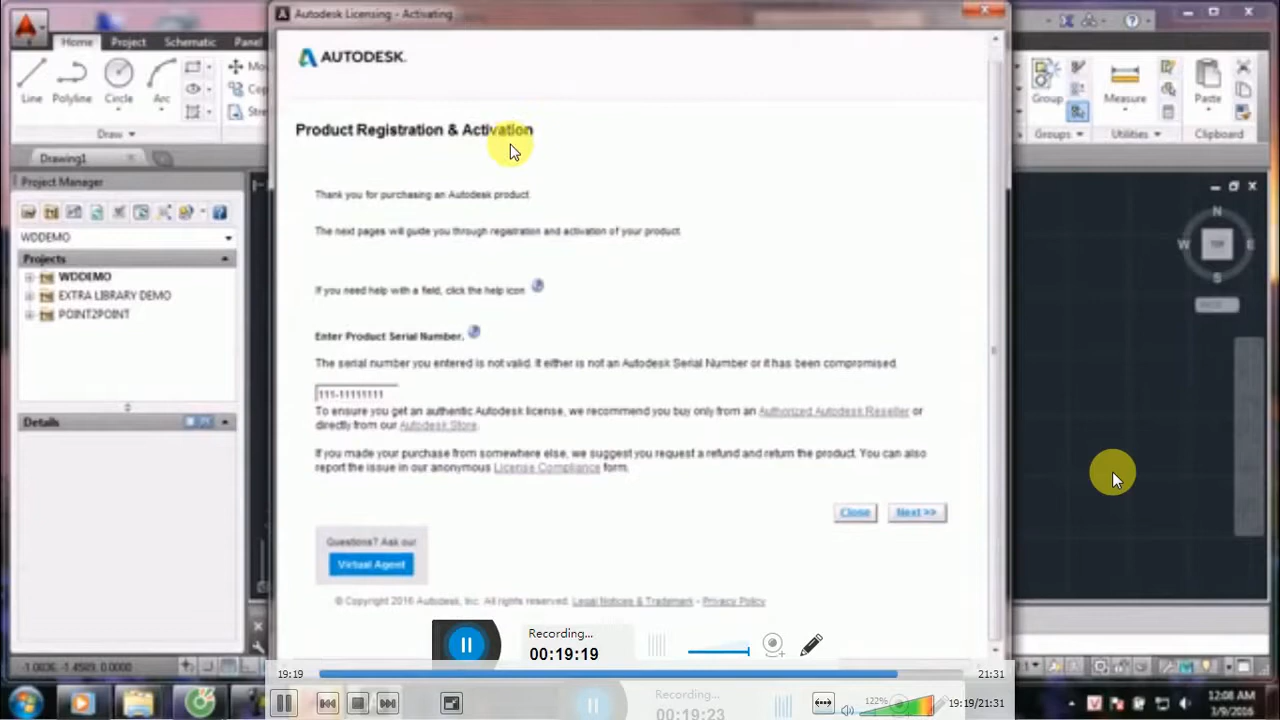 Autodesk Licensing - Activating
Home Project Schematic Panel
Line Polyline Circle Arc
Draw
Group Measure Paste
Groups Utilities Clipboard
Drawing1
AUTODESK.
Product Registration & Activation
Project Manager
WDDEMO
Projects
WDDEMO
EXTRA LIBRARY DEMO
POINT2POINT
Details
Thank you for purchasing an Autodesk product
The next pages will guide you through registration and activation of your product.
If you need help with a field, click the help icon
Enter Product Serial Number.
The serial number you entered is not valid. It either is not an Autodesk Serial Number or it has been compromised.
111-11111111
To ensure you get an authentic Autodesk license, we recommend you buy only from an Authorized Autodesk Reseller or
directly from our Autodesk Store.
If you made your purchase from somewhere else, we suggest you request a refund and return the product. You can also
report the issue in our anonymous License Compliance form.
Close Next >>
Questions? Ask our
Virtual Agent
© Copyright 2016 Autodesk, Inc. All rights reserved. Legal Notices & Trademark - Privacy Policy
N
W TOP E
S
Recording...
00:19:19
19:19 21:31
Recording...
00:19:23
122%
19:19/21:31
12:08 AM
3/9/2016